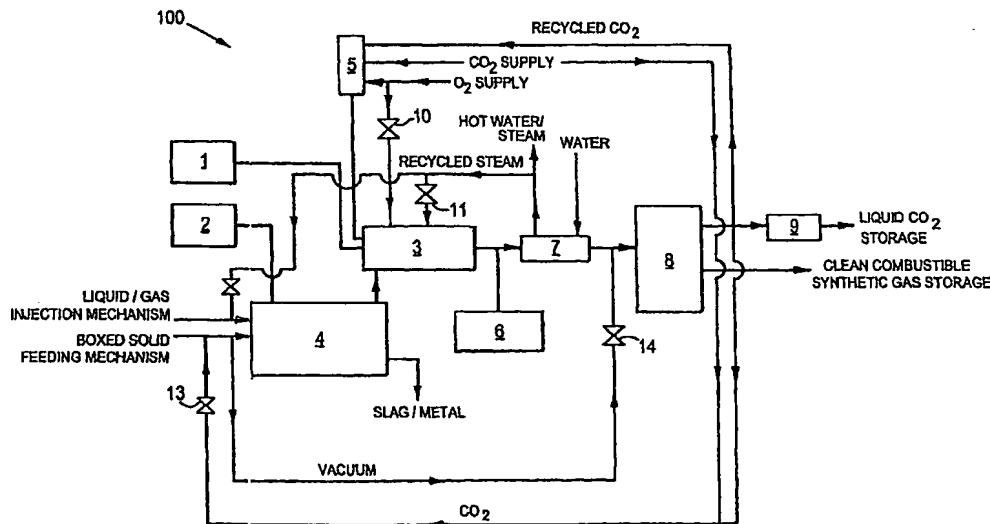 100
RECYCLED CO2
CO2 SUPPLY
O2 SUPPLY
5
10
HOT WATER/
STEAM
WATER
1
RECYCLED STEAM
11
2
3
7
8
9
LIQUID CO2
STORAGE
CLEAN COMBUSTIBLE
SYNTHETIC GAS STORAGE
LIQUID / GAS
INJECTION MECHANISM
BOXED SOLID
FEEDING MECHANISM
4
6
14
13
SLAG / METAL
VACUUM
CO2